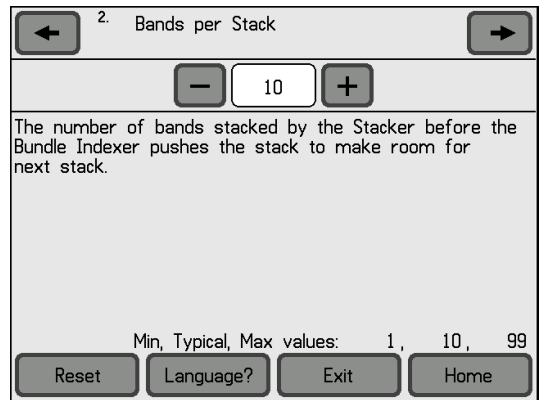 2. Bands per Stack
− 10 +
The number of bands stacked by the Stacker before the
Bundle Indexer pushes the stack to make room for
next stack.
Min, Typical, Max values: 1, 10, 99
Reset Language? Exit Home